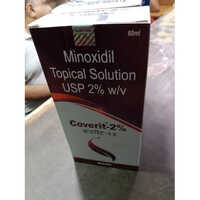 60ml
Minoxidil
Topical Solution
USP 2% w/v
Coverit-2%